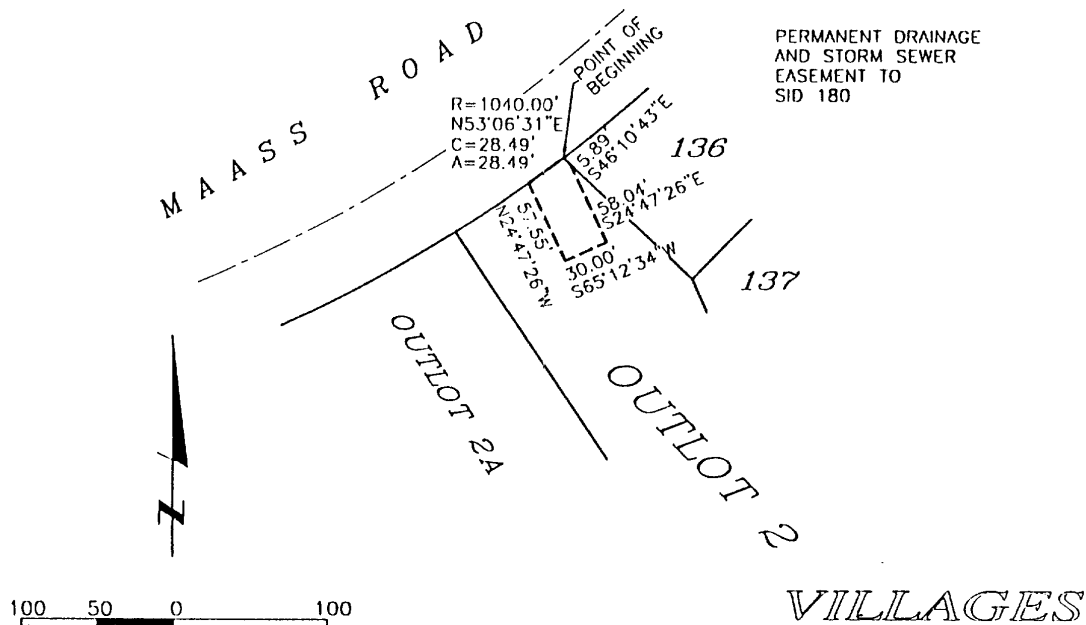 MAASS ROAD
R=1040.00'
N53°06'31"E
C=28.49'
A=28.49'
POINT OF
BEGINNING
PERMANENT DRAINAGE
AND STORM SEWER
EASEMENT TO
SID 180
5.89'
S46°10'43"E
136
58.04'
S24°47'26"E
57.55'
N24°47'26"W
30.00'
S65°12'34"W
137
OUTLOT 2A
OUTLOT 2
N
100 50 0 100
VILLAGES